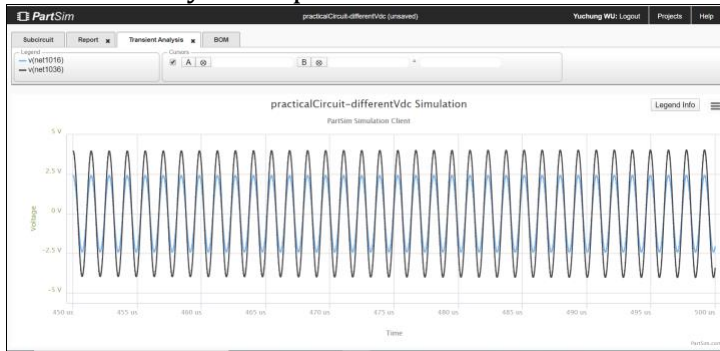 PartSim
practicalCircuit-differentVdc (unsaved)
Yuchung WU: Logout
Projects
Help
Subcircuit
Report x
Transient Analysis x
BOM
Legend
v(net1016)
v(net1036)
Cursors
A
B
practicalCircuit-differentVdc Simulation
PartSim Simulation Client
Legend Info
5 V
2.5 V
0 V
-2.5 V
-5 V
Voltage
450 us 455 us 460 us 465 us 470 us 475 us 480 us 485 us 490 us 495 us 500 us
Time
PartSim.com